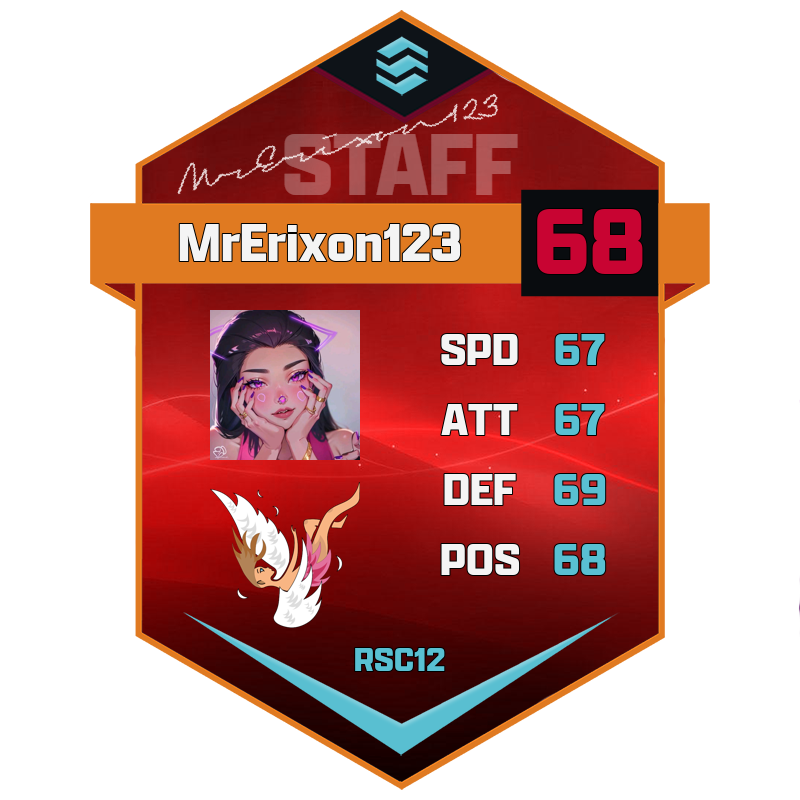 MrErixon123
STAFF
MrErixon123 68
SPD 67
ATT 67
DEF 69
POS 68
RSC12